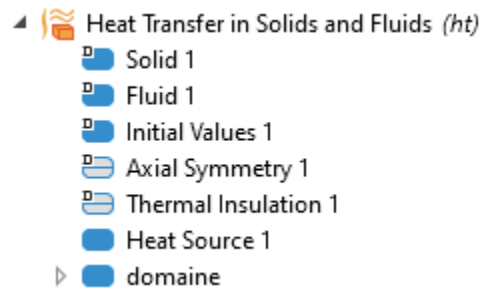 Heat Transfer in Solids and Fluids (ht)
D Solid 1
D Fluid 1
D Initial Values 1
D Axial Symmetry 1
D Thermal Insulation 1
Heat Source 1
domaine